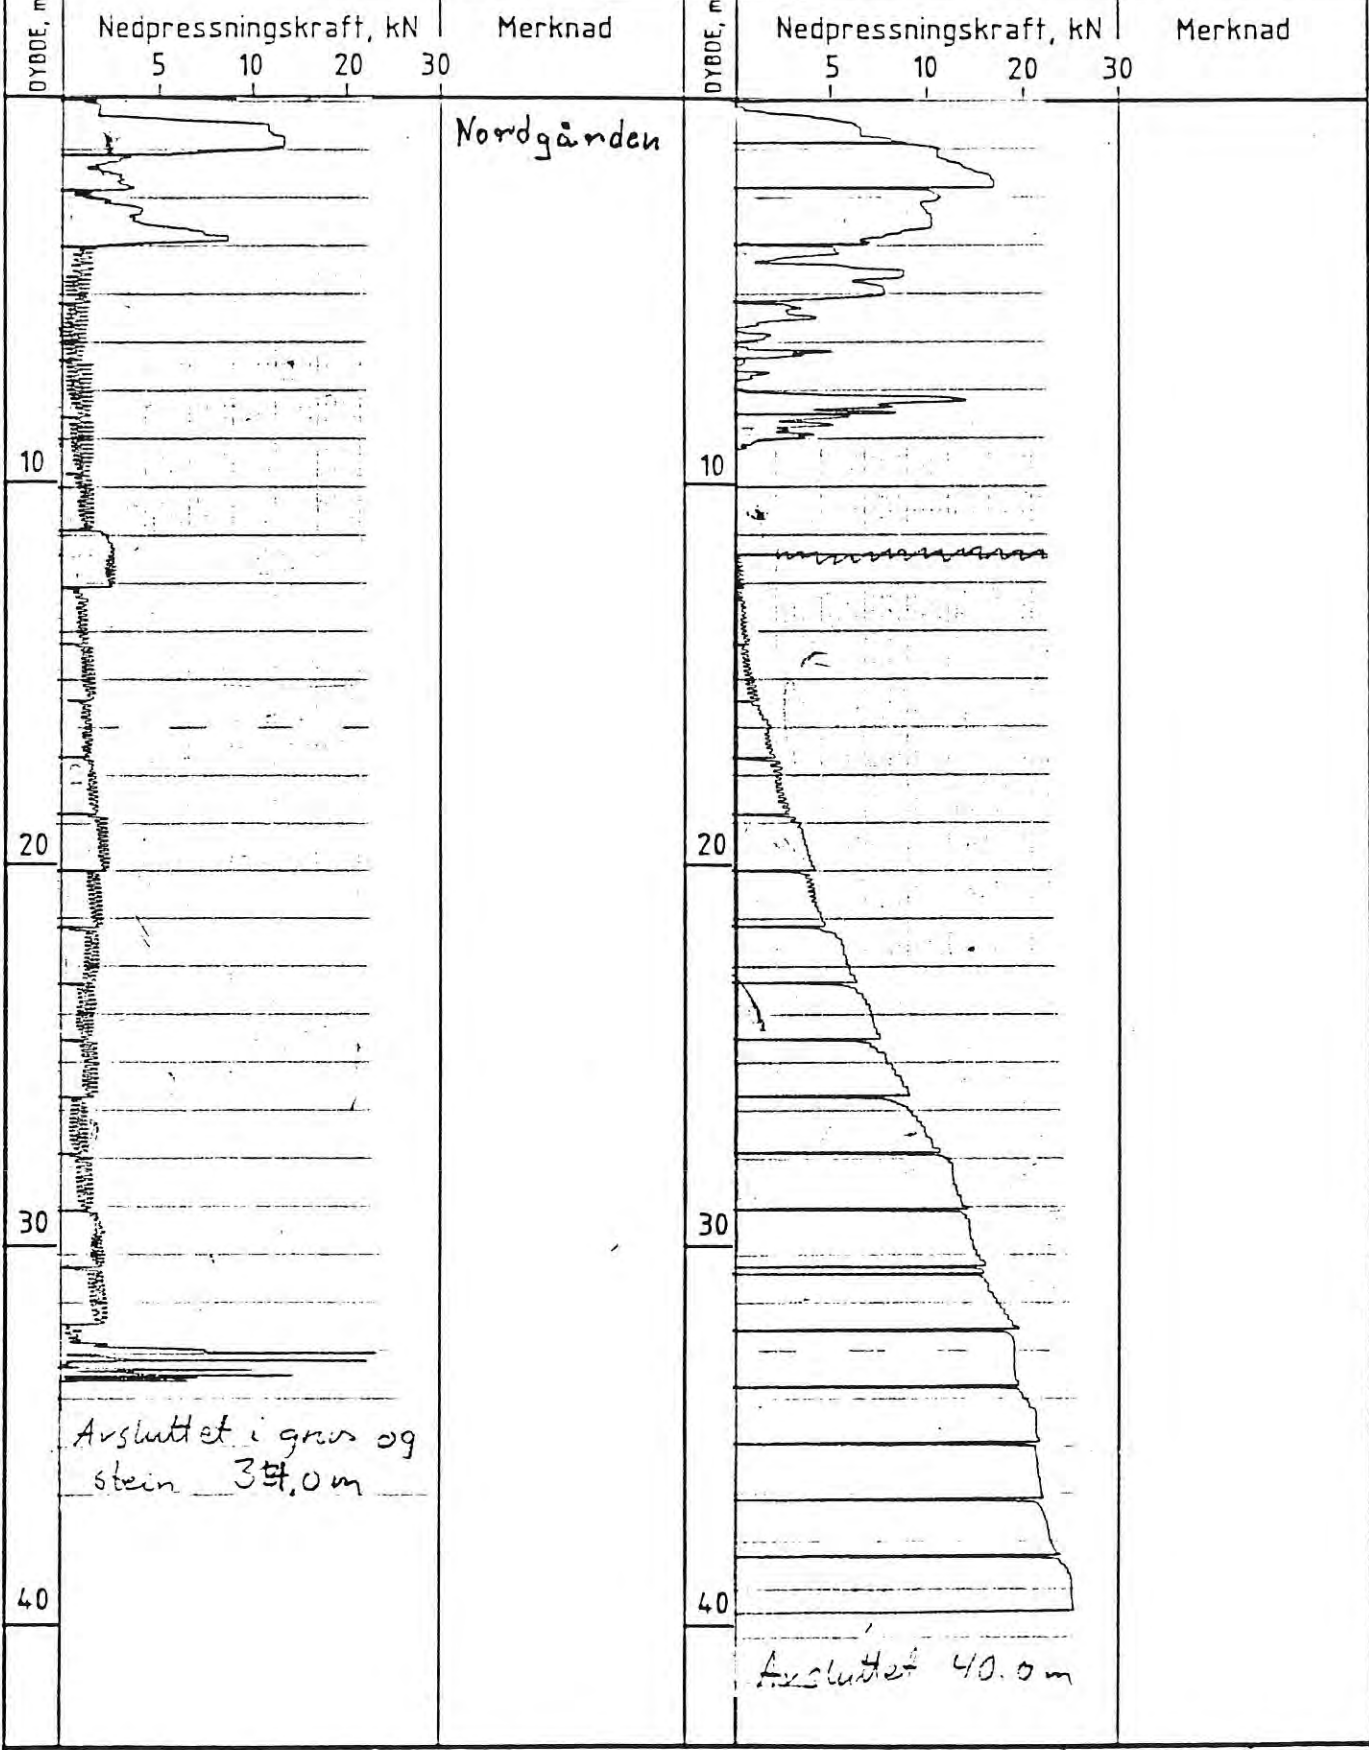 DYBDE, m
Nedpressningskraft, kN
Merknad
5 10 20 30
Nordgården
10
20
30
40
Avsluttet i grus og
stein 34,0 m
DYBDE, m
Nedpressningskraft, kN
Merknad
5 10 20 30
10
20
30
40
Avsluttet 40.0 m